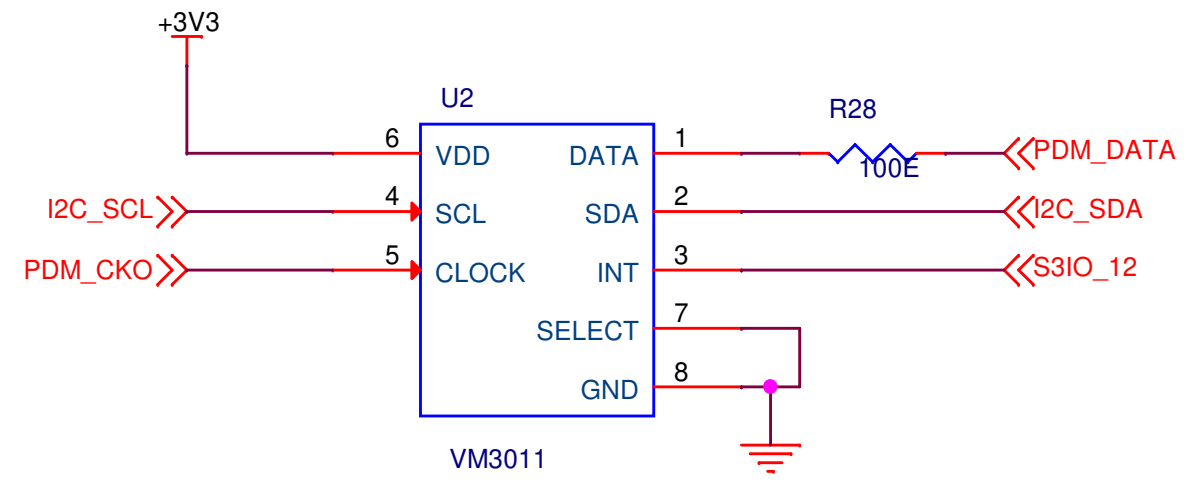 +3V3
U2
R28
6
VDD
DATA
1
100E
PDM_DATA
I2C_SCL
4
SCL
SDA
2
I2C_SDA
PDM_CKO
5
CLOCK
INT
3
S3IO_12
SELECT
7
GND
8
VM3011